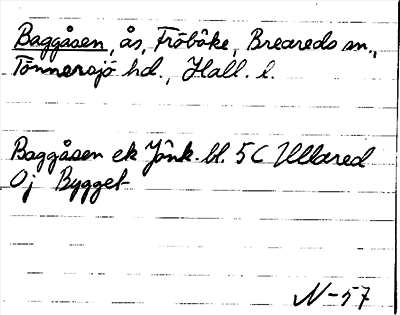 Baggåsen, ås, Fröböke, Breareds sn.,
Tönnersjö hd., Hall. l.
Baggåsen ek Jönk. bl. 5C Ullared
Oj Bygget
N-57